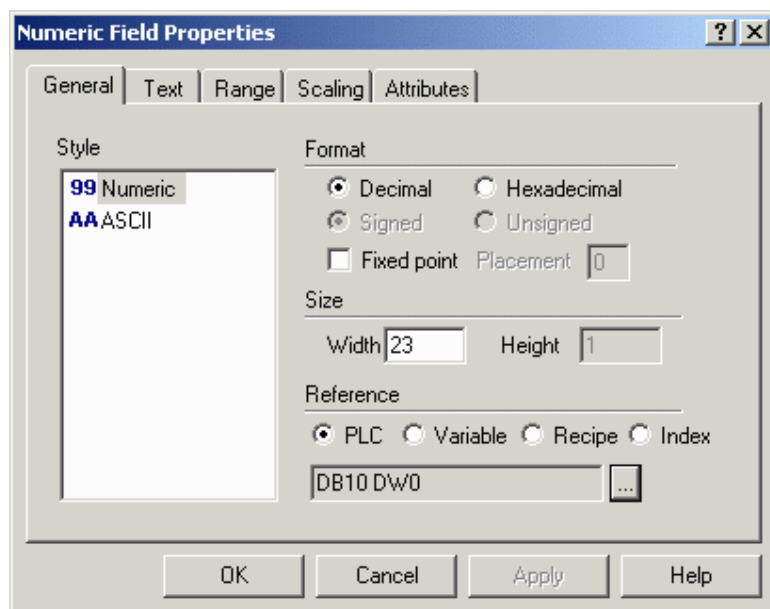 Numeric Field Properties
General Text Range Scaling Attributes
Style
99 Numeric
AA ASCII
Format
Decimal Hexadecimal
Signed Unsigned
Fixed point Placement 0
Size
Width 23 Height 1
Reference
PLC Variable Recipe Index
DB10 DW0 ...
OK Cancel Apply Help